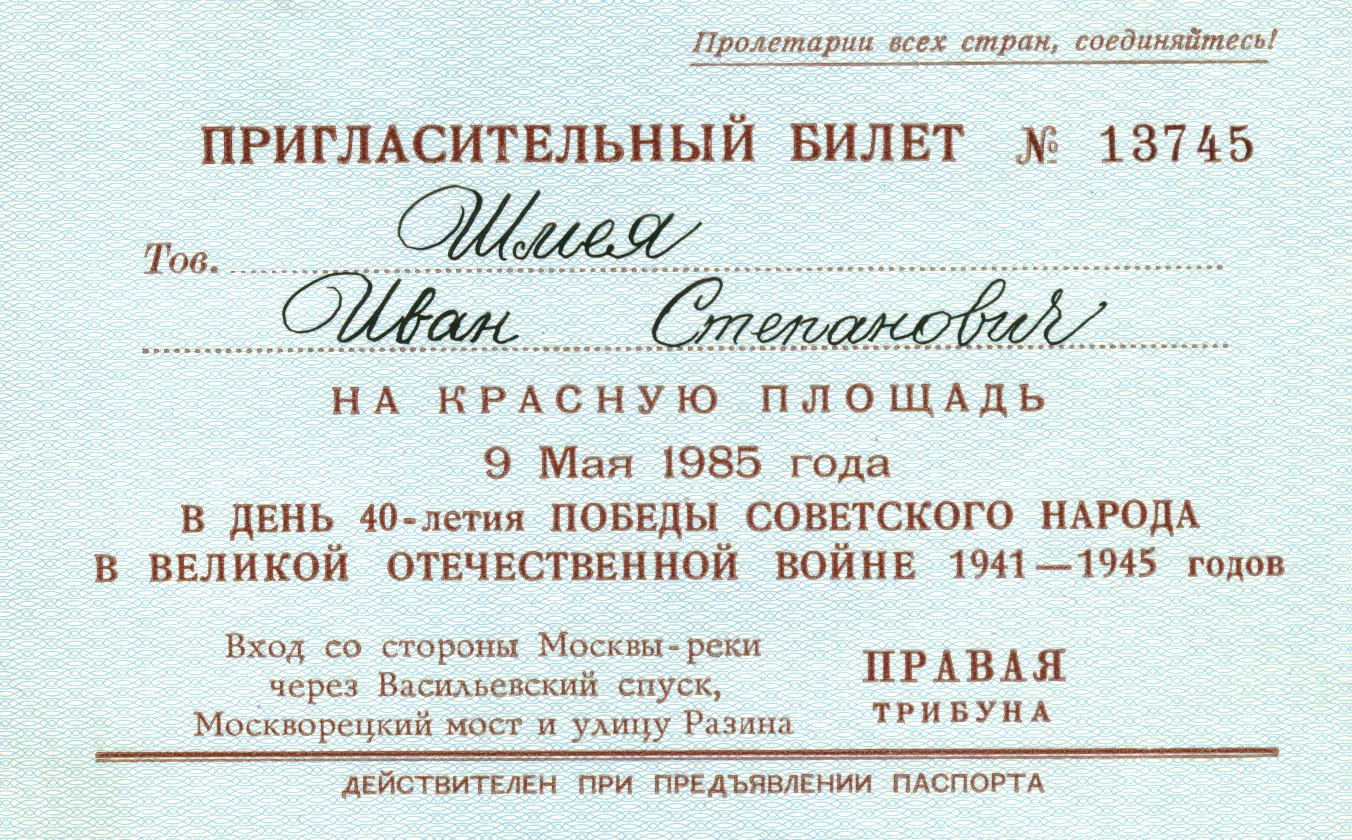 Пролетарии всех стран, соединяйтесь!
ПРИГЛАСИТЕЛЬНЫЙ БИЛЕТ № 13745
Тов. Шмея
Иван Степанович
НА КРАСНУЮ ПЛОЩАДЬ
9 Мая 1985 года
В ДЕНЬ 40-летия ПОБЕДЫ СОВЕТСКОГО НАРОДА
В ВЕЛИКОЙ ОТЕЧЕСТВЕННОЙ ВОЙНЕ 1941—1945 годов
Вход со стороны Москвы-реки
через Васильевский спуск,
Москворецкий мост и улицу Разина
ПРАВАЯ
ТРИБУНА
ДЕЙСТВИТЕЛЕН ПРИ ПРЕДЪЯВЛЕНИИ ПАСПОРТА